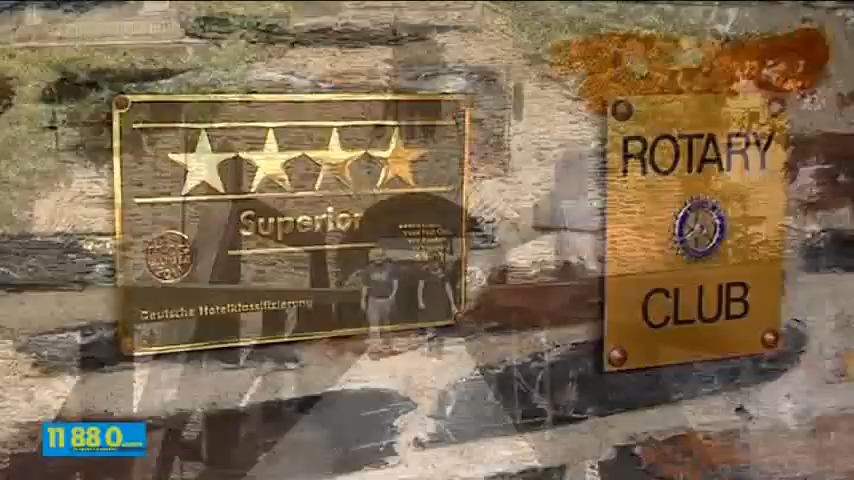 Superior
Deutsche Hotelklassifizierung
ROTARY
CLUB
11 88 0